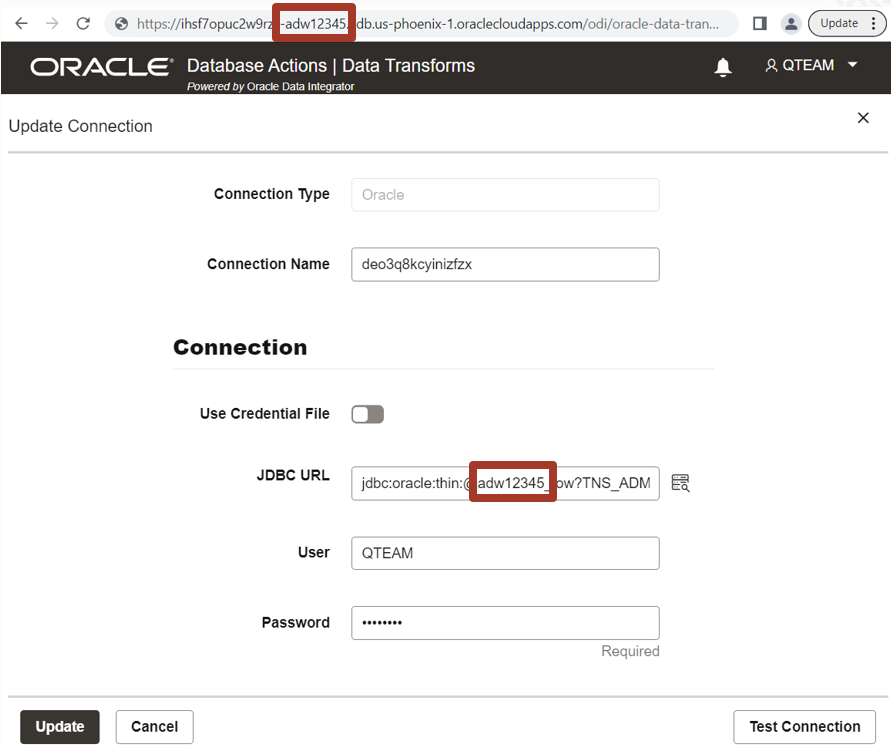 https://ihsf7opuc2w9rz -adw12345. db.us-phoenix-1.oraclecloudapps.com/odi/oracle-data-tran...
Update
ORACLE® Database Actions | Data Transforms
Powered by Oracle Data Integrator
QTEAM
Update Connection
Connection Type
Oracle
Connection Name
deo3q8kcyinizfzx
Connection
Use Credential File
JDBC URL
jdbc:oracle:thin:@adw12345_low?TNS_ADM
User
QTEAM
Password
••••••••
Required
Update
Cancel
Test Connection